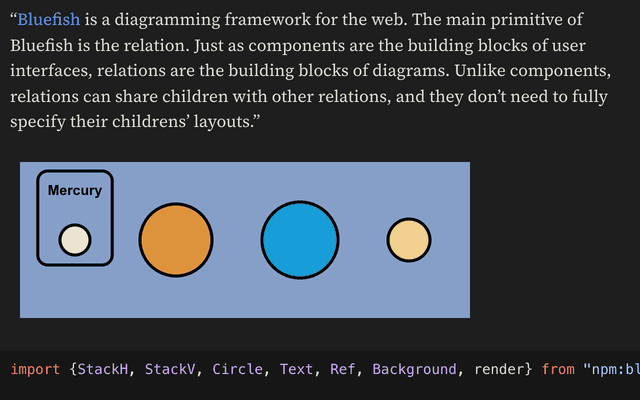 “Bluefish is a diagramming framework for the web. The main primitive of
Bluefish is the relation. Just as components are the building blocks of user
interfaces, relations are the building blocks of diagrams. Unlike components,
relations can share children with other relations, and they don’t need to fully
specify their childrens’ layouts.”
Mercury
import {StackH, StackV, Circle, Text, Ref, Background, render} from "npm:bl